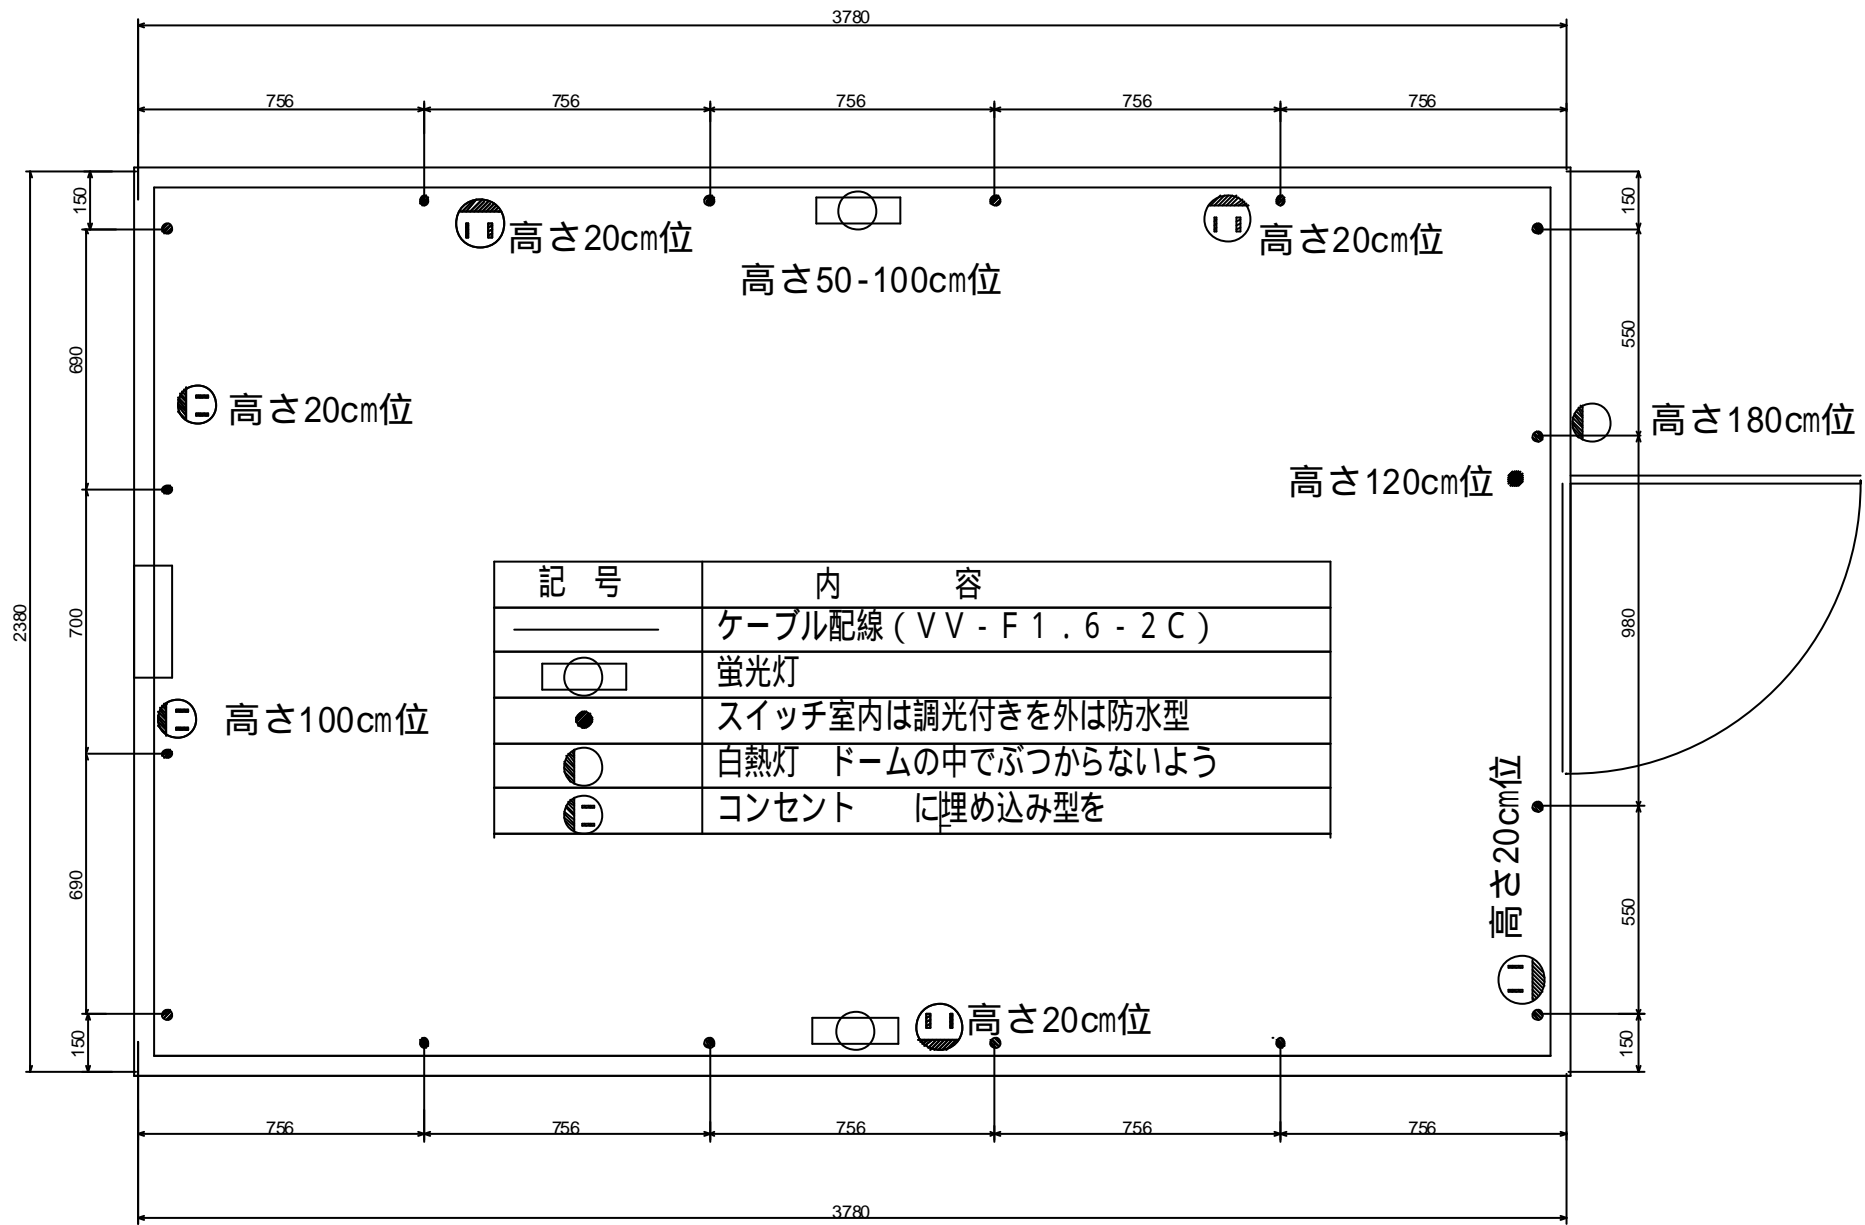 3780
756 756 756 756 756
150 150
高さ20cm位 高さ20cm位
高さ50-100cm位
690 550
高さ20cm位 高さ180cm位
高さ120cm位
2380 700 980
記 号 内 容
ケーブル配線(VV-F1.6-2C)
蛍光灯
スイッチ室内は調光付きを外は防水型
白熱灯 ドームの中でぶつからないよう
コンセント に埋め込み型を
高さ100cm位
高さ20cm位
690 550
高さ20cm位
150 150
756 756 756 756 756
3780